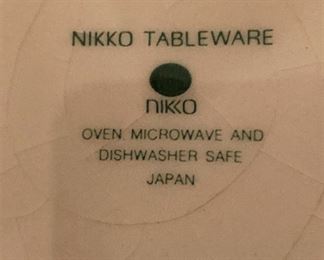 NIKKO TABLEWARE
nikko
OVEN, MICROWAVE AND
DISHWASHER SAFE
JAPAN